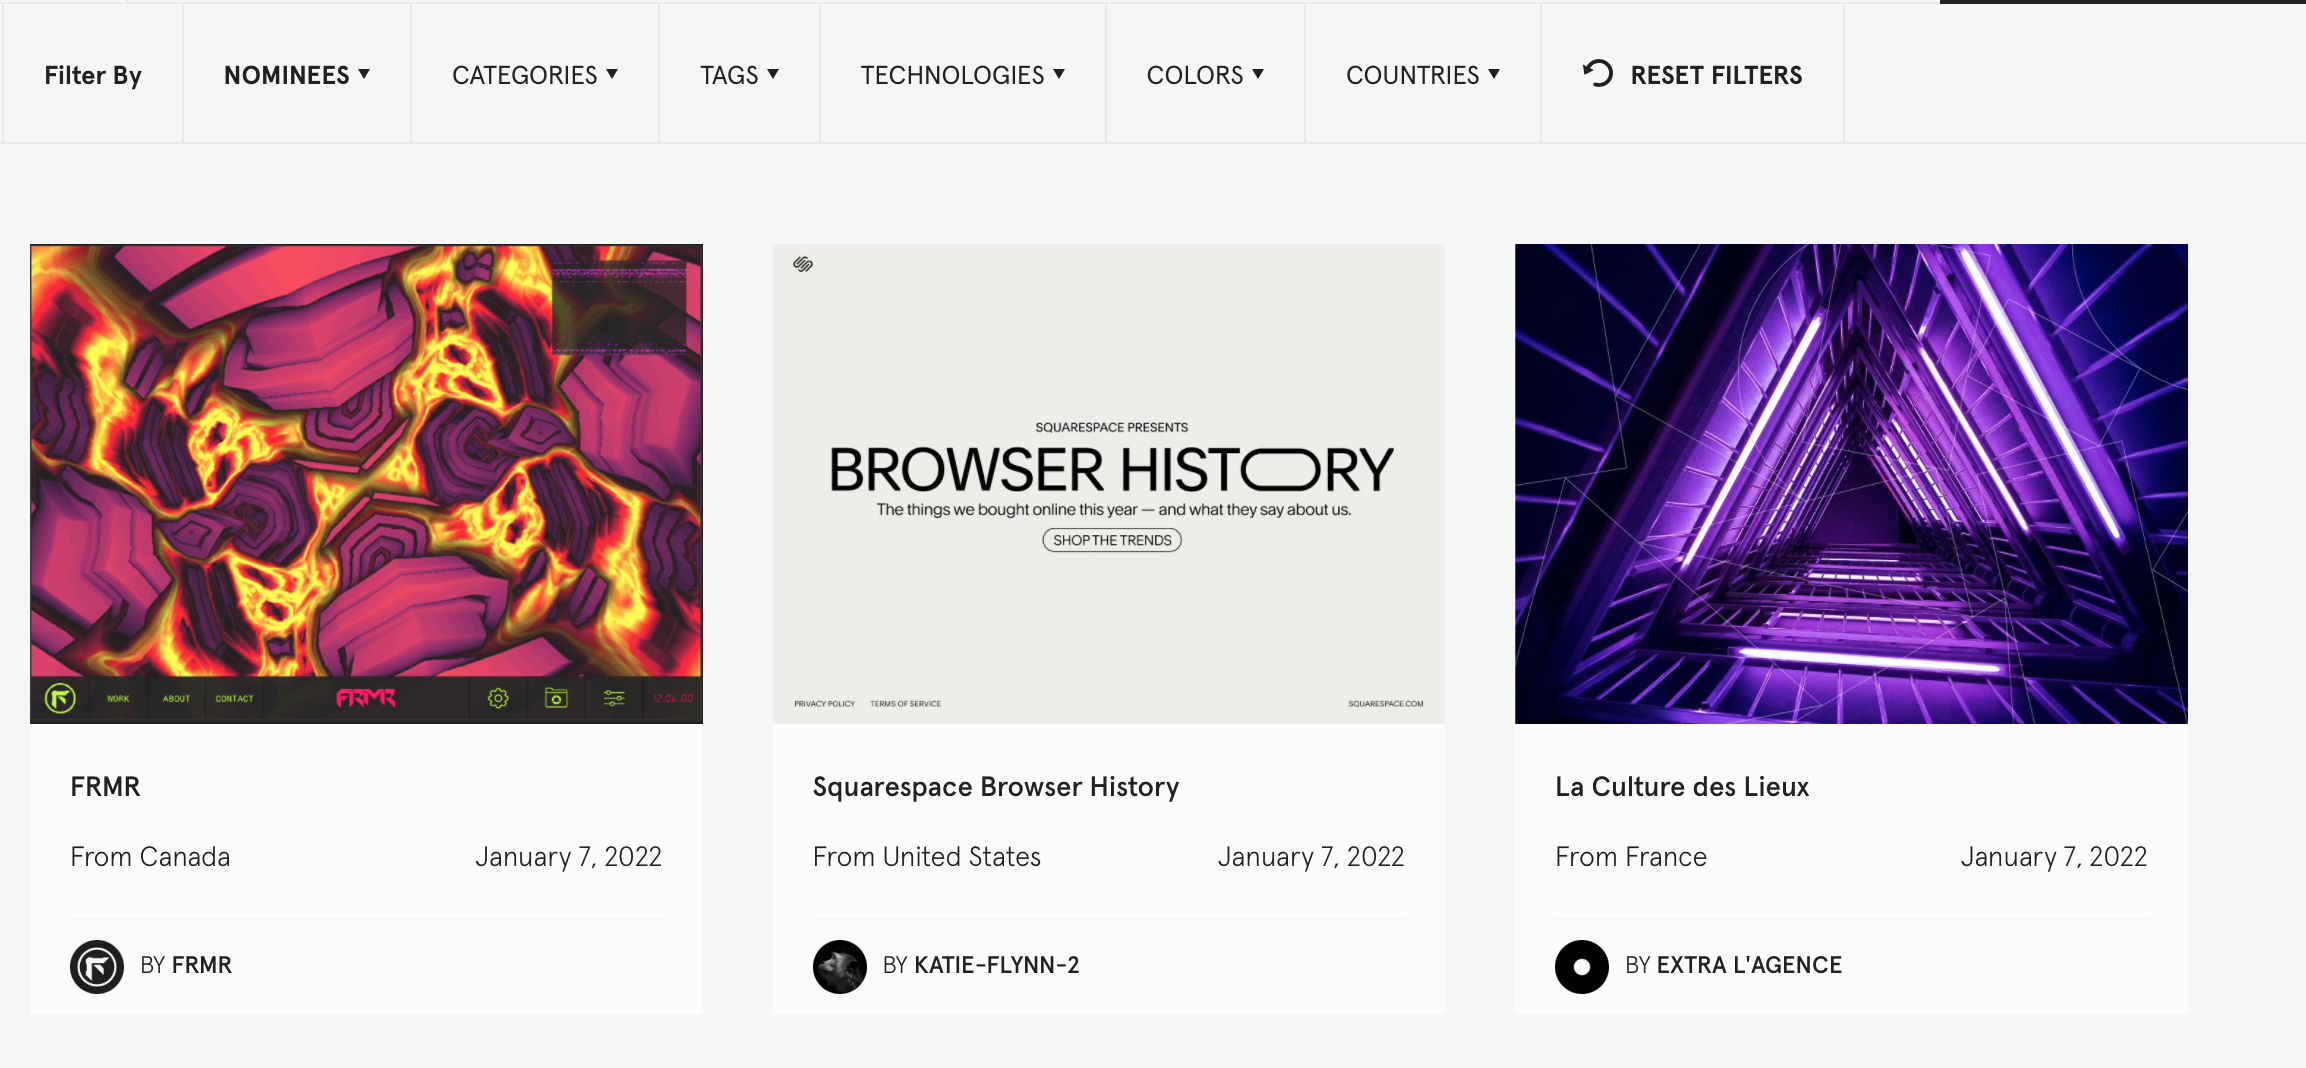 Filter By NOMINEES CATEGORIES TAGS TECHNOLOGIES COLORS COUNTRIES RESET FILTERS
WORK ABOUT CONTACT FRMR 12:06:00
SQUARESPACE PRESENTS
BROWSER HISTORY
The things we bought online this year — and what they say about us.
SHOP THE TRENDS
PRIVACY POLICY TERMS OF SERVICE SQUARESPACE.COM
FRMR
From Canada January 7, 2022
BY FRMR
Squarespace Browser History
From United States January 7, 2022
BY KATIE-FLYNN-2
La Culture des Lieux
From France January 7, 2022
BY EXTRA L'AGENCE